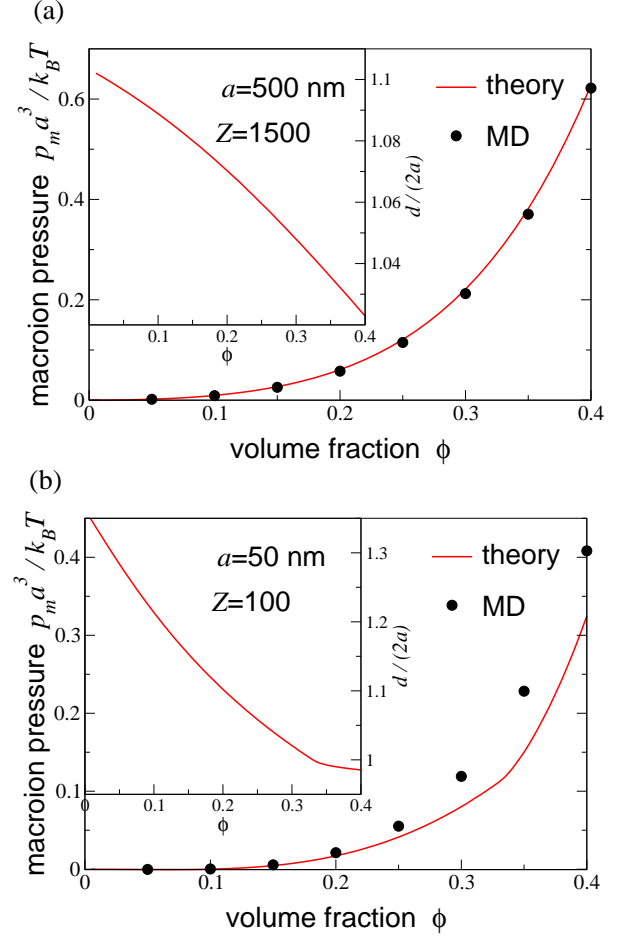 (a)
macroion pressure p_m a^3 / k_B T
0.6
0.4
0.2
0
a=500 nm
Z=1500
1.1
1.08
1.06
1.04
d / (2a)
0.1 0.2 0.3 0.4
ϕ
theory
MD
0 0.1 0.2 0.3 0.4
volume fraction ϕ
(b)
macroion pressure p_m a^3 / k_B T
0.4
0.3
0.2
0.1
0
a=50 nm
Z=100
1.3
1.2
1.1
1
d / (2a)
0 0.1 0.2 0.3 0.4
ϕ
theory
MD
0 0.1 0.2 0.3 0.4
volume fraction ϕ